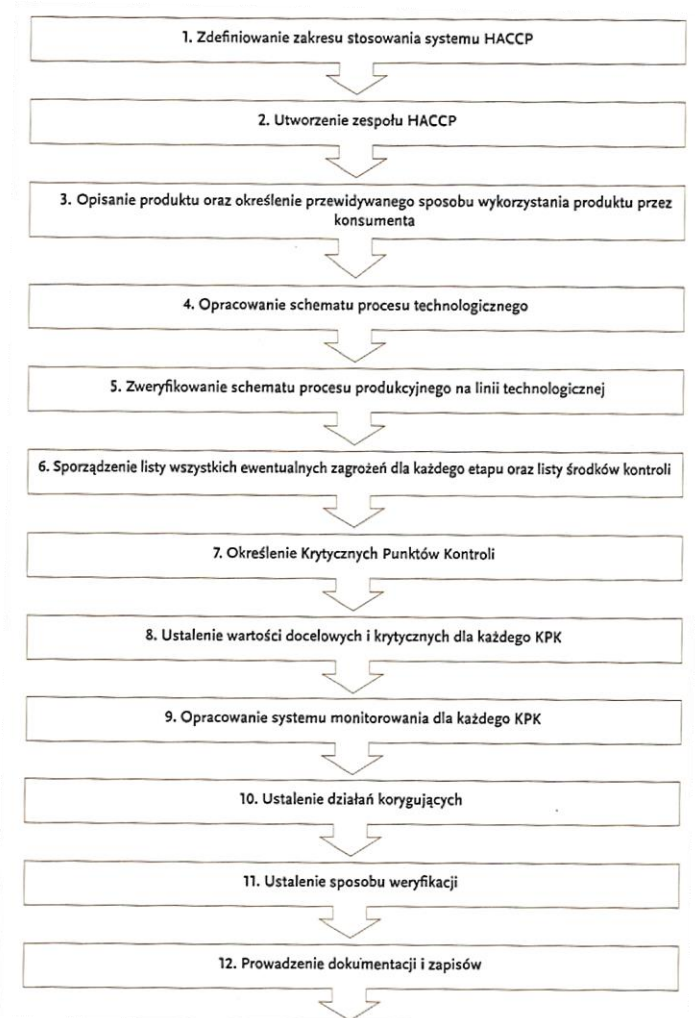 1. Zdefiniowanie zakresu stosowania systemu HACCP
2. Utworzenie zespołu HACCP
3. Opisanie produktu oraz określenie przewidywanego sposobu wykorzystania produktu przez
konsumenta
4. Opracowanie schematu procesu technologicznego
5. Zweryfikowanie schematu procesu produkcyjnego na linii technologicznej
6. Sporządzenie listy wszystkich ewentualnych zagrożeń dla każdego etapu oraz listy środków kontroli
7. Określenie Krytycznych Punktów Kontroli
8. Ustalenie wartości docelowych i krytycznych dla każdego KPK
9. Opracowanie systemu monitorowania dla każdego KPK
10. Ustalenie działań korygujących
11. Ustalenie sposobu weryfikacji
12. Prowadzenie dokumentacji i zapisów